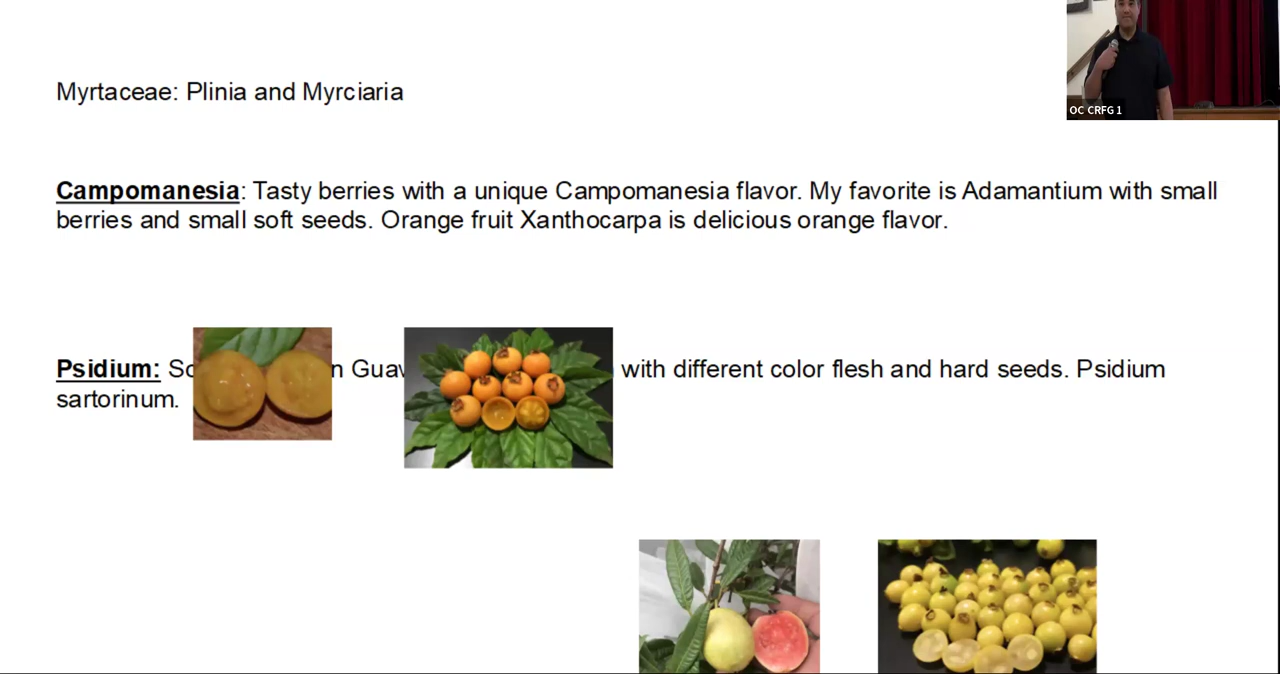 OC CRFG 1
Myrtaceae: Plinia and Myrciaria
Campomanesia: Tasty berries with a unique Campomanesia flavor. My favorite is Adamantium with small
berries and small soft seeds. Orange fruit Xanthocarpa is delicious orange flavor.
Psidium: with different color flesh and hard seeds. Psidium
sartorinum.